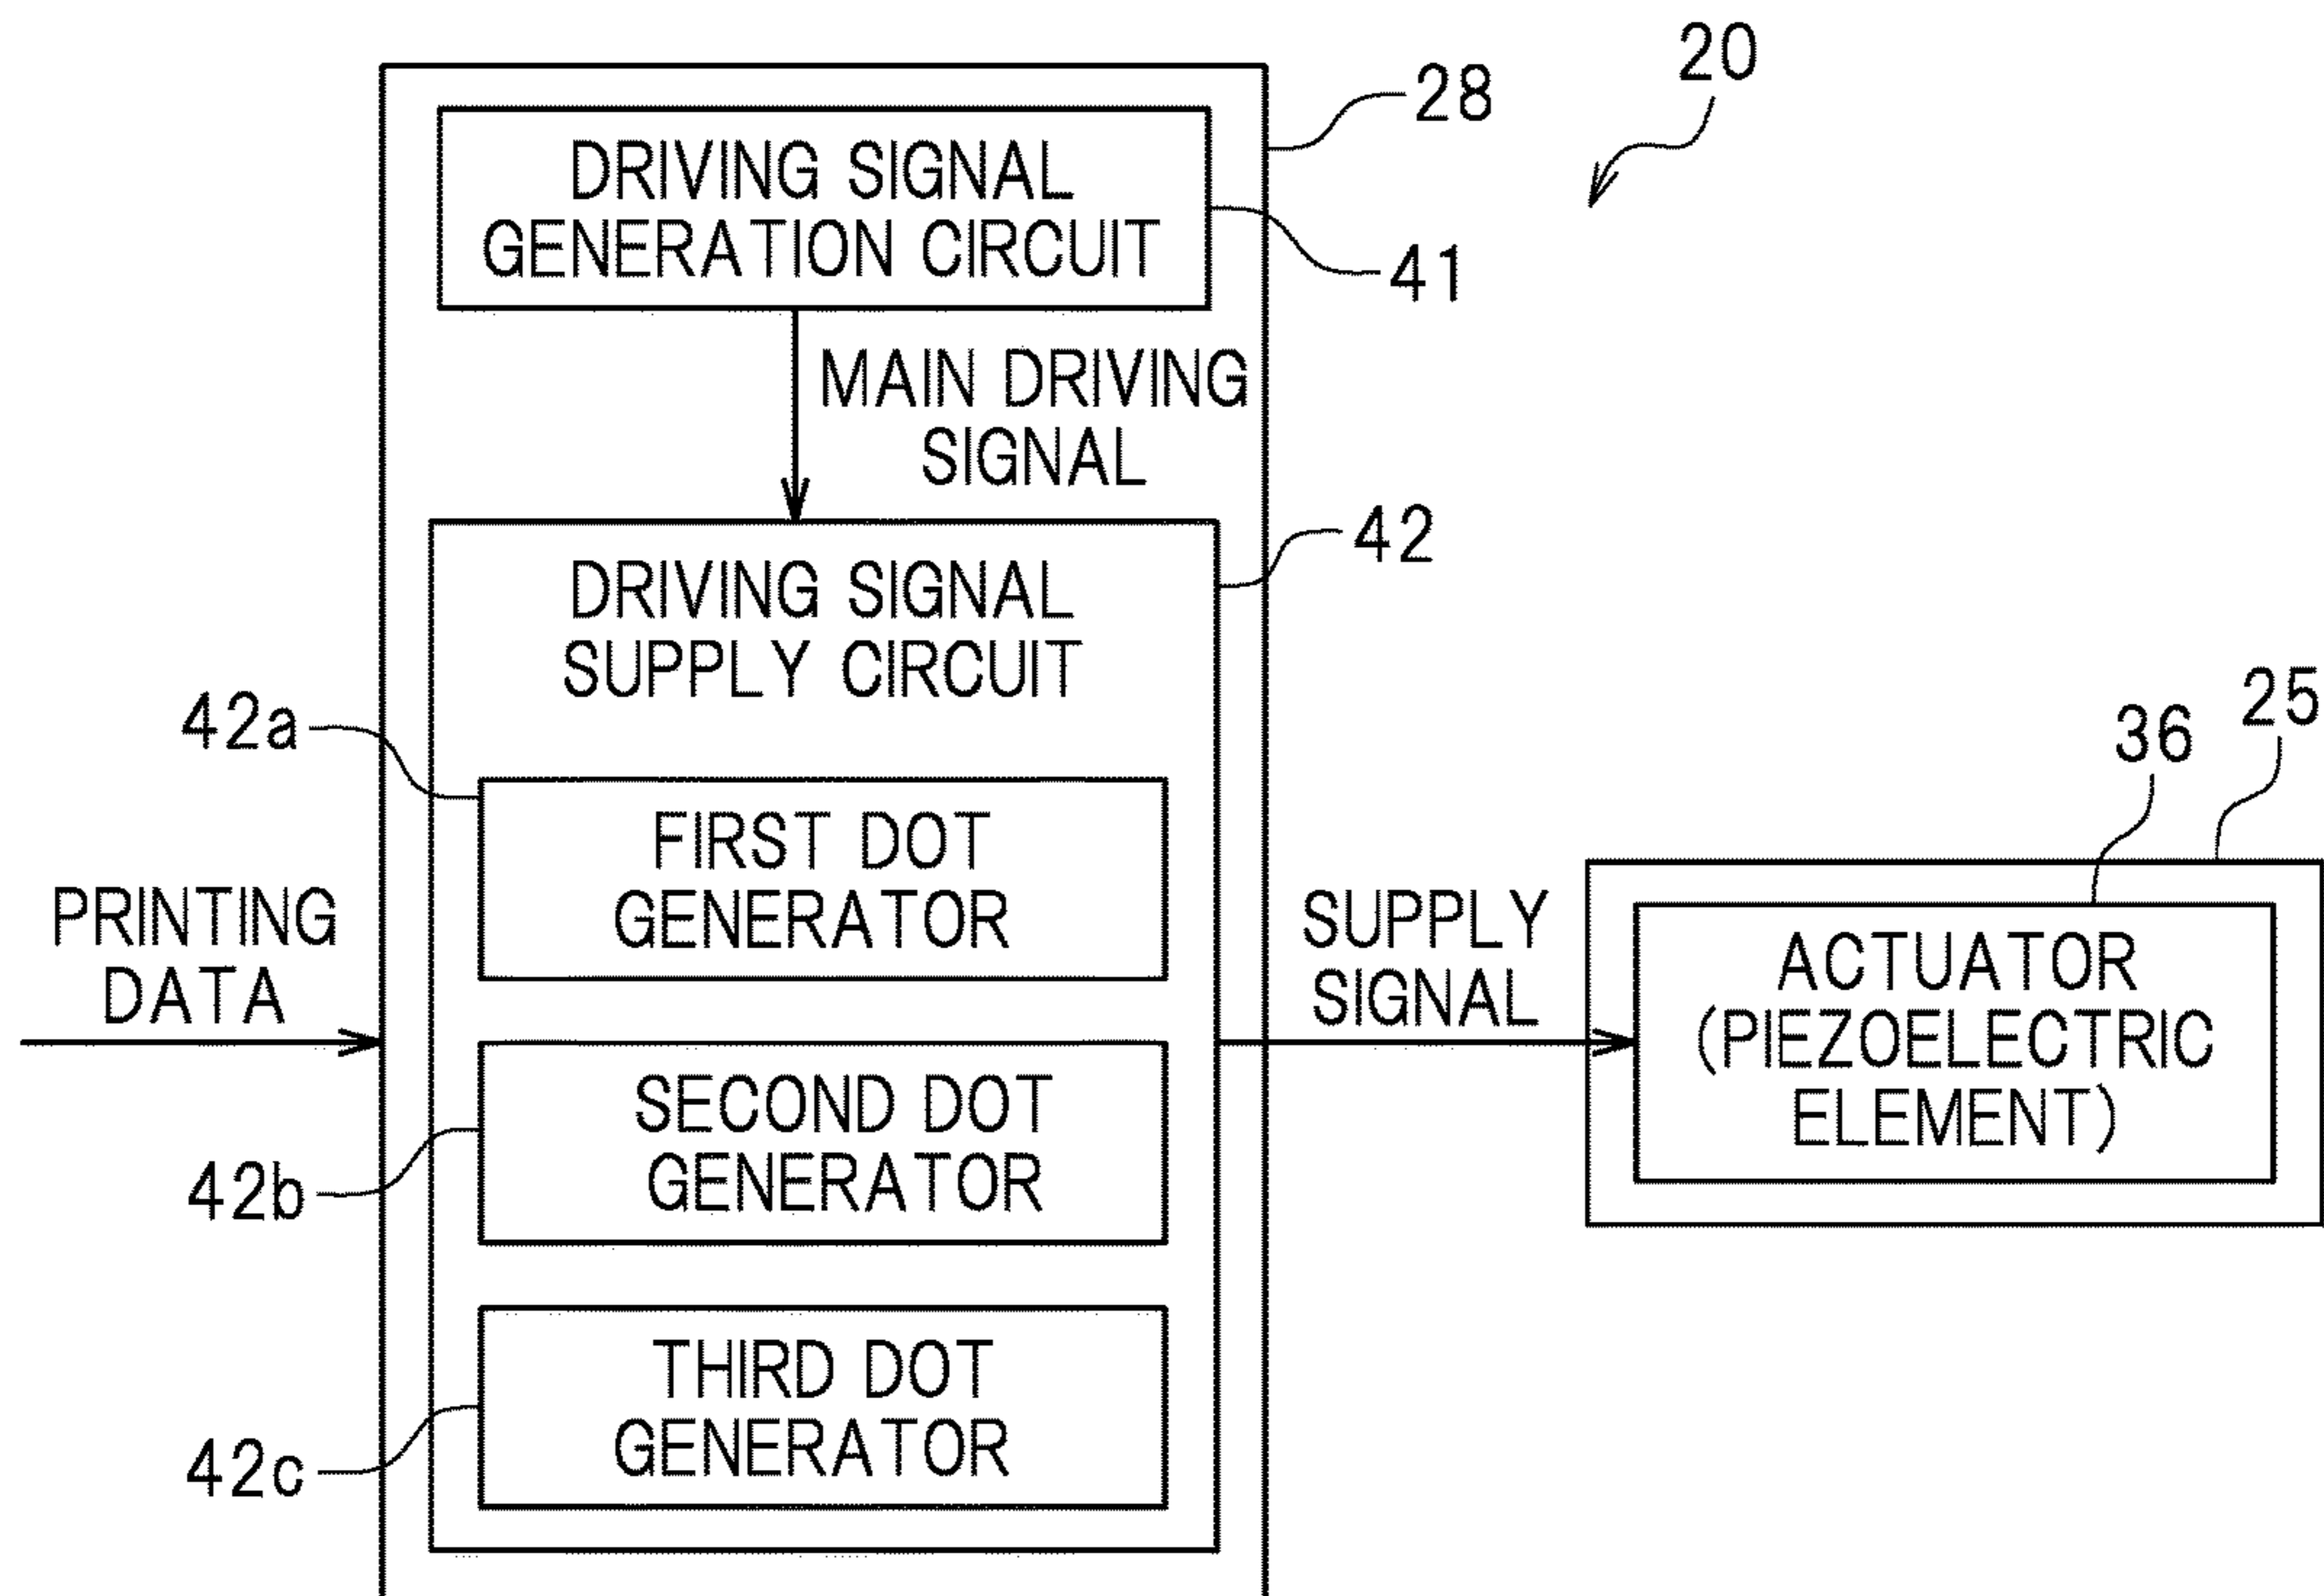 20
28
DRIVING SIGNAL
GENERATION CIRCUIT
41
MAIN DRIVING
SIGNAL
42
DRIVING SIGNAL
SUPPLY CIRCUIT
42a
FIRST DOT
GENERATOR
PRINTING
DATA
SUPPLY
SIGNAL
25
36
ACTUATOR
(PIEZOELECTRIC
ELEMENT)
42b
SECOND DOT
GENERATOR
42c
THIRD DOT
GENERATOR